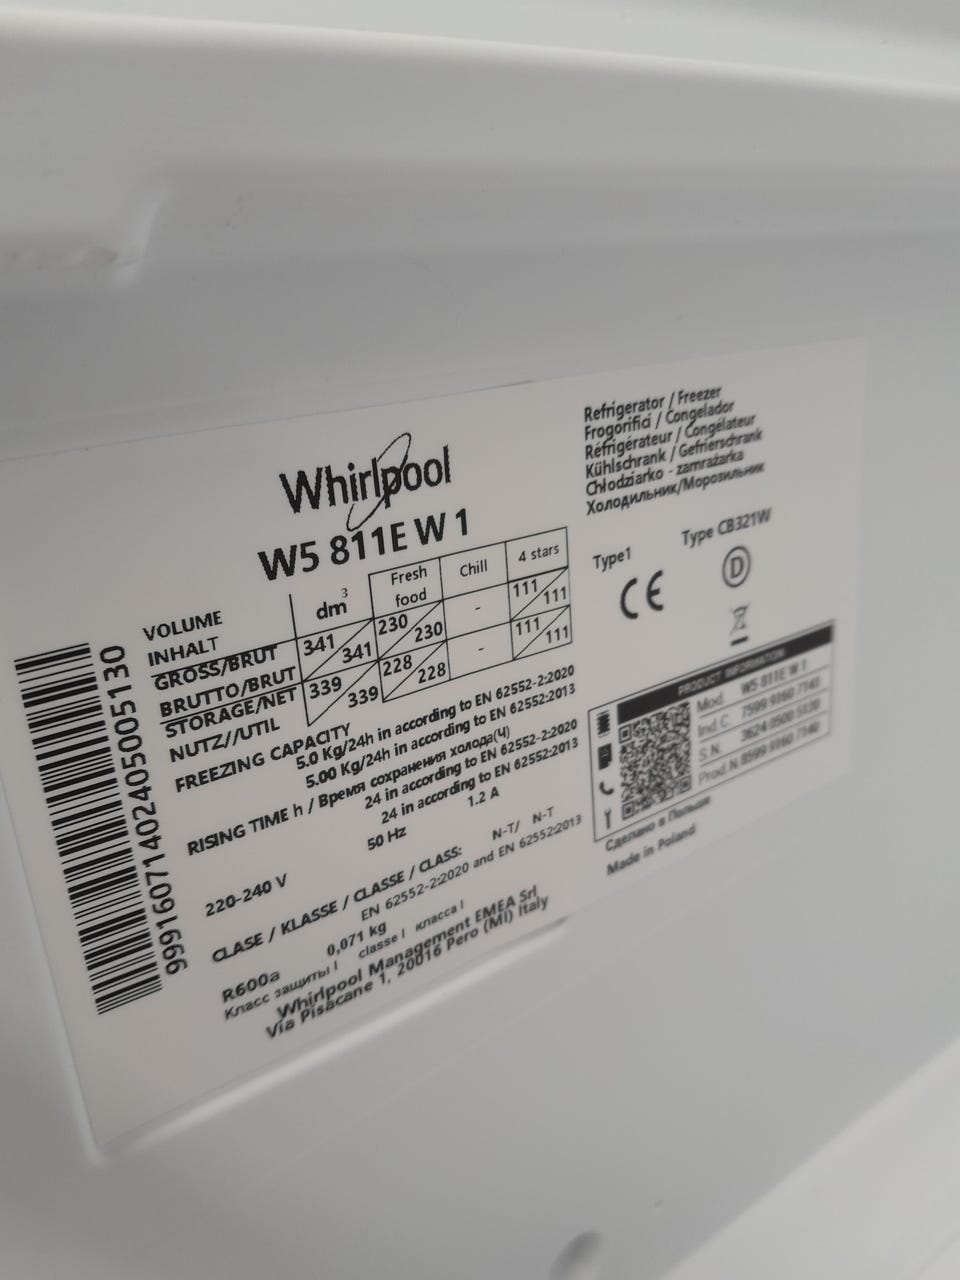 Whirlpool
W5 811E W 1
Refrigerator / Freezer
Frogorifici / Congelador
Réfrigérateur / Congélateur
Kühlschrank / Gefrierschrank
Chłodziarko - zamrażarka
Холодильник/Морозильник
Type1
Type CB321W
CE
D
VOLUME
INHALT
dm3
Fresh food
Chill
4 stars
GROSS/BRUT
BRUTTO/BRUT
341 341
230 230
-
111 111
STORAGE/NET
NUTZ//UTIL
339 339
228 228
-
111 111
FREEZING CAPACITY
5.0 Kg/24h in according to EN 62552-2:2020
5.00 Kg/24h in according to EN 62552:2013
RISING TIME h / Время сохранения холода(Ч)
24 in according to EN 62552-2:2020
24 in according to EN 62552:2013
220-240 V
50 Hz
1.2 A
CLASE / KLASSE / CLASSE / CLASS:
N-T/ N-T
EN 62552-2:2020 and EN 62552:2013
R600a
0,071 kg
Класс защиты I classe I класса I
Whirlpool Management EMEA Srl
Via Pisacane 1, 20016 Pero (MI) Italy
999160714024050005130
PRODUCT INFORMATION
Mod. W5 811E W 1
Ind.C.
S.N.
Prod N.
Сделано в Польше
Made in Poland